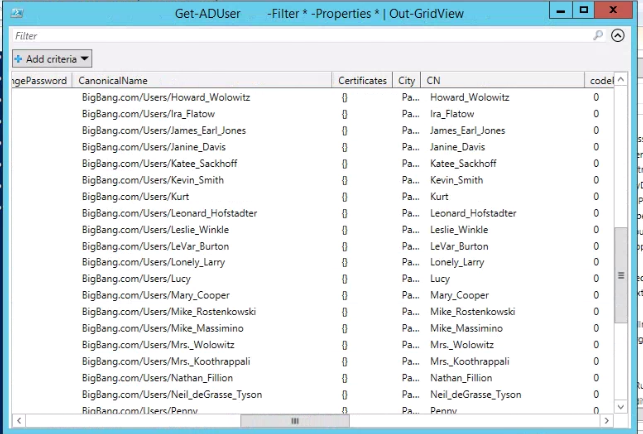 Get-ADUser -Filter * -Properties * | Out-GridView
Filter
Add criteria
ngePassword CanonicalName Certificates City CN codeP
BigBang.com/Users/Howard_Wolowitz {} Pa... Howard_Wolowitz 0
BigBang.com/Users/Ira_Flatow {} Pa... Ira_Flatow 0
BigBang.com/Users/James_Earl_Jones {} Pa... James_Earl_Jones 0
BigBang.com/Users/Janine_Davis {} Pa... Janine_Davis 0
BigBang.com/Users/Katee_Sackhoff {} Pa... Katee_Sackhoff 0
BigBang.com/Users/Kevin_Smith {} Pa... Kevin_Smith 0
BigBang.com/Users/Kurt {} Pa... Kurt 0
BigBang.com/Users/Leonard_Hofstadter {} Pa... Leonard_Hofstadter 0
BigBang.com/Users/Leslie_Winkle {} Pa... Leslie_Winkle 0
BigBang.com/Users/LeVar_Burton {} Pa... LeVar_Burton 0
BigBang.com/Users/Lonely_Larry {} Pa... Lonely_Larry 0
BigBang.com/Users/Lucy {} Pa... Lucy 0
BigBang.com/Users/Mary_Cooper {} Pa... Mary_Cooper 0
BigBang.com/Users/Mike_Rostenkowski {} Pa... Mike_Rostenkowski 0
BigBang.com/Users/Mike_Massimino {} Pa... Mike_Massimino 0
BigBang.com/Users/Mrs._Wolowitz {} Pa... Mrs._Wolowitz 0
BigBang.com/Users/Mrs._Koothrappali {} Pa... Mrs._Koothrappali 0
BigBang.com/Users/Nathan_Fillion {} Pa... Nathan_Fillion 0
BigBang.com/Users/Neil_deGrasse_Tyson {} Pa... Neil_deGrasse_Tyson 0
BigBang.com/Users/Penny {} Pa... Penny 0